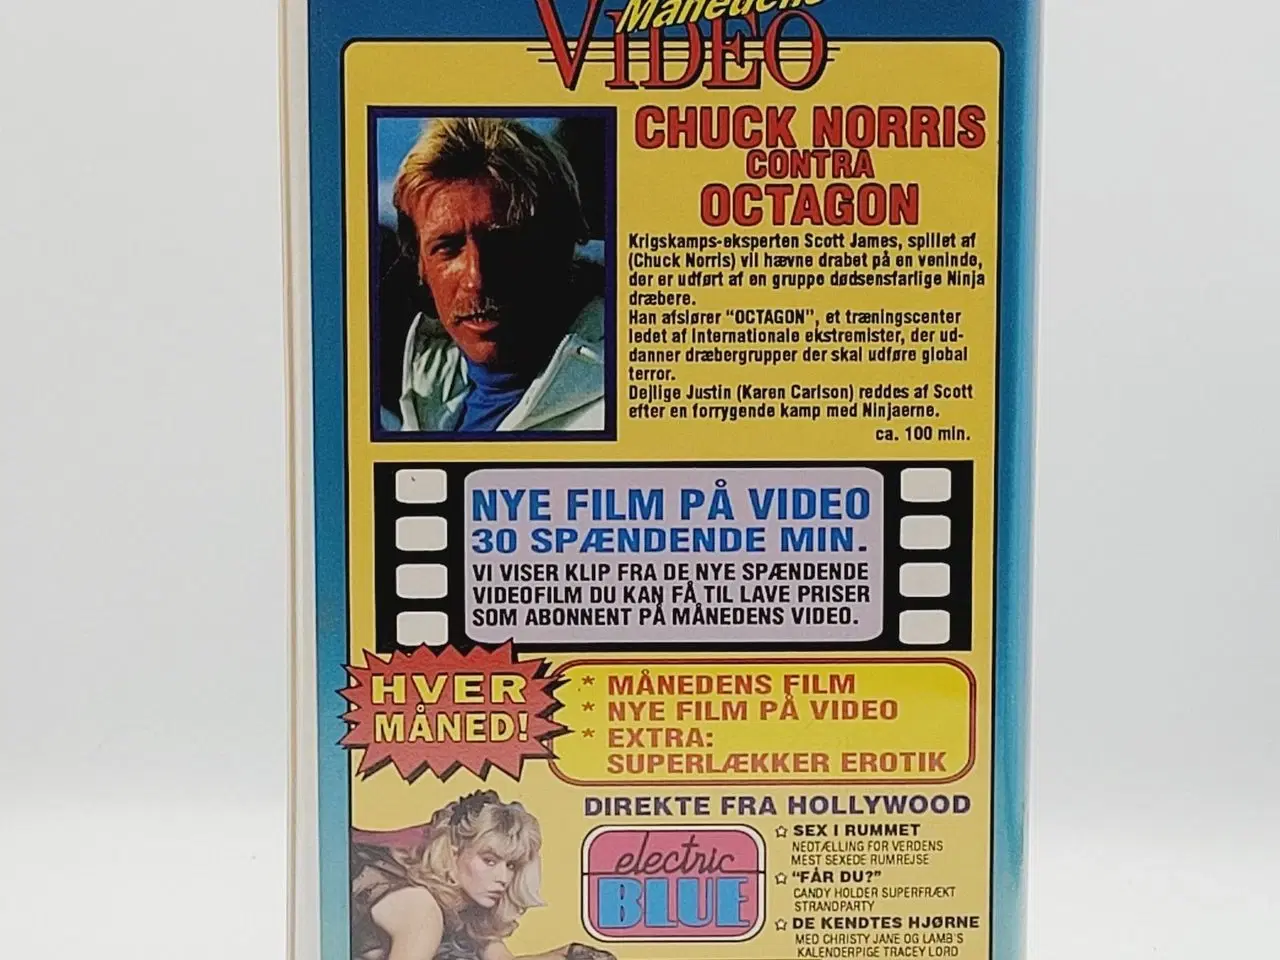 Månedens
VIDEO
CHUCK NORRIS
CONTRA
OCTAGON
Krigskamps-eksperten Scott James, spillet af
(Chuck Norris) vil hævne drabet på en veninde,
der er udført af en gruppe dødsensfarlige Ninja
dræbere.
Han afslører "OCTAGON", et træningscenter
ledet af internationale ekstremister, der ud-
danner dræbergrupper der skal udføre global
terror.
Dejlige Justin (Karen Carlson) reddes af Scott
efter en forrygende kamp med Ninjaerne.
ca. 100 min.
NYE FILM PÅ VIDEO
30 SPÆNDENDE MIN.
VI VISER KLIP FRA DE NYE SPÆNDENDE
VIDEOFILM DU KAN FÅ TIL LAVE PRISER
SOM ABONNENT PÅ MÅNEDENS VIDEO.
HVER
MÅNED!
* MÅNEDENS FILM
* NYE FILM PÅ VIDEO
* EXTRA:
SUPERLÆKKER EROTIK
DIREKTE FRA HOLLYWOOD
electric
BLUE
☆ SEX I RUMMET
NEDTÆLLING FOR VERDENS
MEST SEXEDE RUMREJSE
☆ "FÅR DU?"
CANDY HOLDER SUPERFRÆKT
STRANDPARTY
☆ DE KENDTES HJØRNE
MED CHRISTY JANE OG LAMB'S
KALENDERPIGE TRACEY LORD